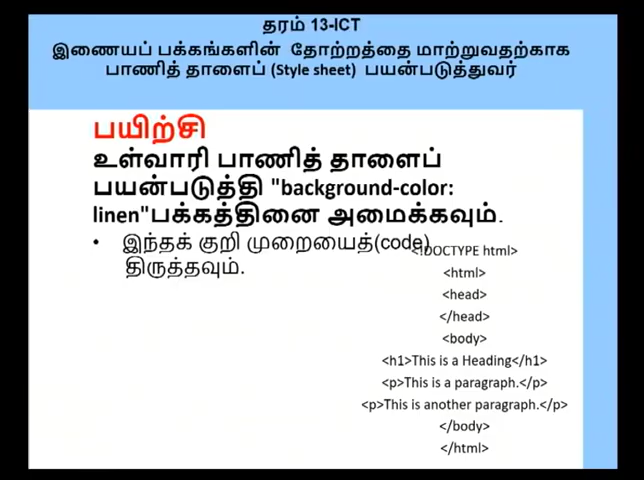 தரம் 13-ICT
இணையப் பக்கங்களின் தோற்றத்தை மாற்றுவதற்காக
பாணித் தாளைப் (Style sheet) பயன்படுத்துவர்
பயிற்சி
உள்வாரி பாணித் தாளைப்
பயன்படுத்தி "background-color:
linen"பக்கத்தினை அமைக்கவும்.
• இந்தக் குறி முறையைத்(code)
திருத்தவும்.
<!DOCTYPE html>
<html>
<head>
</head>
<body>
<h1>This is a Heading</h1>
<p>This is a paragraph.</p>
<p>This is another paragraph.</p>
</body>
</html>